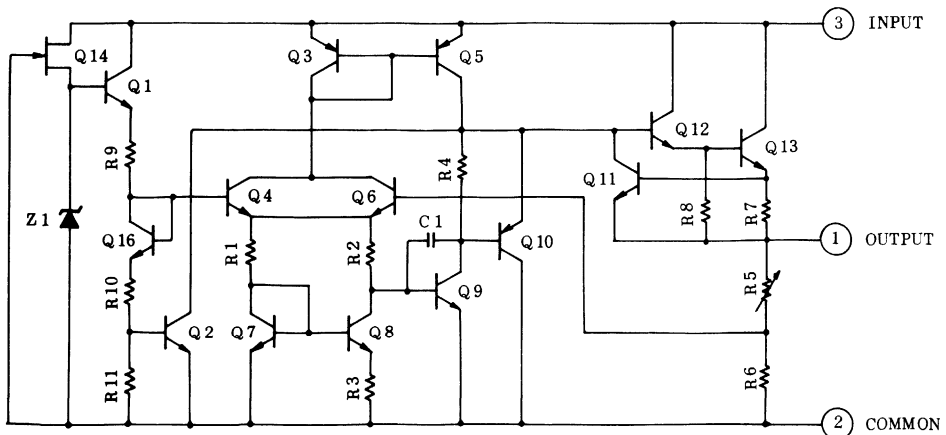 3 INPUT
Q14
Q3
Q5
Q1
Q12
Q13
R9
R4
Q11
Q4
Q6
R8
R7
Z1
Q16
C1
Q10
1 OUTPUT
R1
R2
R5
R10
Q9
Q2
Q7
Q8
R11
R3
R6
2 COMMON